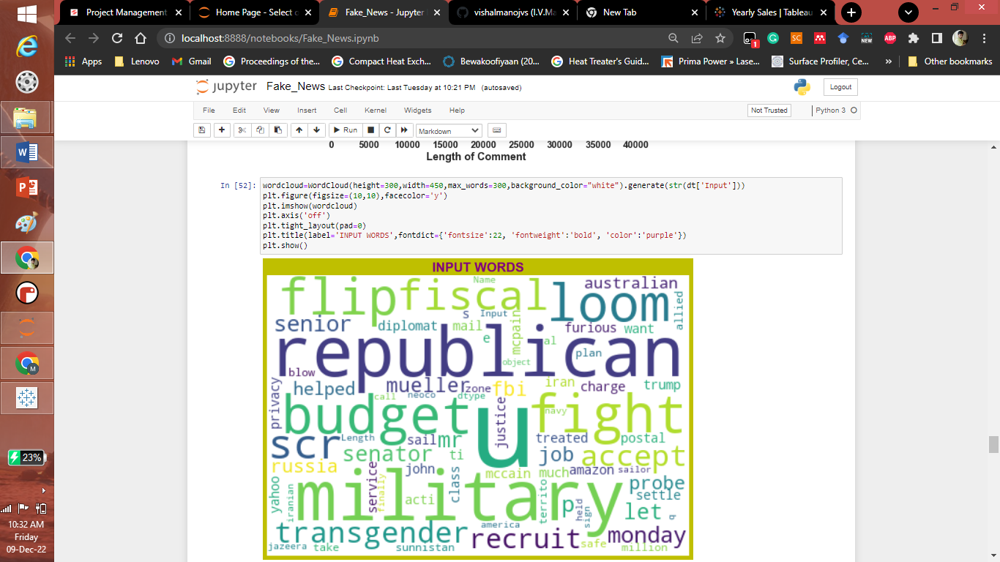 Project Management
Home Page - Select o
Fake_News - Jupyter
vishalmanojvs (I.V.Ma
New Tab
Yearly Sales | Tableau
localhost:8888/notebooks/Fake_News.ipynb
1
SC
NEW
ABP
Apps
Lenovo
Gmail
Proceedings of the...
Compact Heat Exch...
Bewakoofiyaan (20...
Heat Treater's Guid...
Prima Power » Lase...
Surface Profiler, Ce...
»
Other bookmarks
jupyter Fake_News Last Checkpoint: Last Tuesday at 10:21 PM (autosaved)
Logout
File Edit View Insert Cell Kernel Widgets Help
Not Trusted
Python 3
Run
Markdown
0 5000 10000 15000 20000 25000 30000 35000 40000
Length of Comment
In [52]:
wordcloud=WordCloud(height=300,width=450,max_words=300,background_color="white").generate(str(dt['Input']))
plt.figure(figsize=(10,10),facecolor='y')
plt.imshow(wordcloud)
plt.axis('off')
plt.tight_layout(pad=0)
plt.title(label='INPUT WORDS',fontdict={'fontsize':22, 'fontweight':'bold', 'color':'purple'})
plt.show()
INPUT WORDS
flip
fiscal
Name
loom
australian
allied
senior
diplomat
mail
s
Input
mcpain
furious
want
e
al
republican
plan
object
blow
privacy
helped
mueller
zone
fbi
iran
charge
trump
call
neoco
dtype
budget
u
justice
navy
fight
scr
Length
sail
mr
treated
postal
senator
ti
job
accept
russia
john
class
mccain
much
amazon
sailor
service
finally
yahoo
iranian
military
acti
territo
p
held
sign
probe
settle
let
q
transgender
america
recruit
monday
jazeera
take
sunnistan
safe
million
23%
10:32 AM
Friday
09-Dec-22